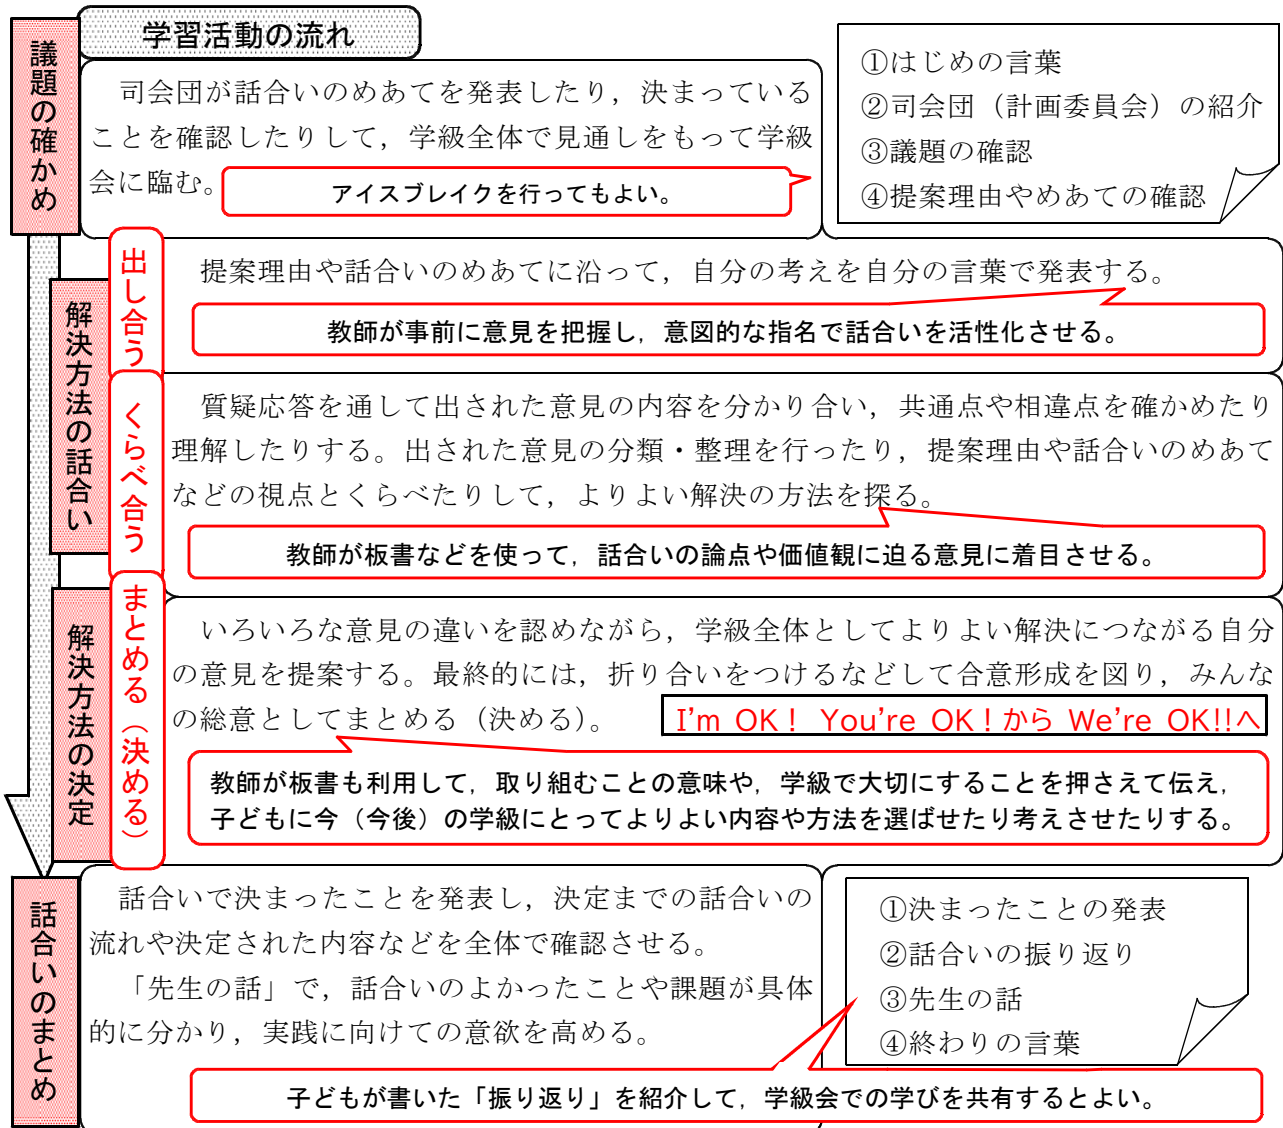 学習活動の流れ
議題の確かめ
司会団が話合いのめあてを発表したり，決まっている
ことを確認したりして，学級全体で見通しをもって学級
会に臨む。
アイスブレイクを行ってもよい。
①はじめの言葉
②司会団（計画委員会）の紹介
③議題の確認
④提案理由やめあての確認
解決方法の話合い
出し合う
提案理由や話合いのめあてに沿って，自分の考えを自分の言葉で発表する。
教師が事前に意見を把握し，意図的な指名で話合いを活性化させる。
くらべ合う
質疑応答を通して出された意見の内容を分かり合い，共通点や相違点を確かめたり
理解したりする。出された意見の分類・整理を行ったり，提案理由や話合いのめあて
などの視点とくらべたりして，よりよい解決の方法を探る。
教師が板書などを使って，話合いの論点や価値観に迫る意見に着目させる。
解決方法の決定
まとめる（決める）
いろいろな意見の違いを認めながら，学級全体としてよりよい解決につながる自分
の意見を提案する。最終的には，折り合いをつけるなどして合意形成を図り，みんな
の総意としてまとめる（決める）。
I’m OK！ You’re OK！から We’re OK!!へ
教師が板書も利用して，取り組むことの意味や，学級で大切にすることを押さえて伝え，
子どもに今（今後）の学級にとってよりよい内容や方法を選ばせたり考えさせたりする。
話合いのまとめ
話合いで決まったことを発表し，決定までの話合いの
流れや決定された内容などを全体で確認させる。
「先生の話」で，話合いのよかったことや課題が具体
的に分かり，実践に向けての意欲を高める。
①決まったことの発表
②話合いの振り返り
③先生の話
④終わりの言葉
子どもが書いた「振り返り」を紹介して，学級会での学びを共有するとよい。